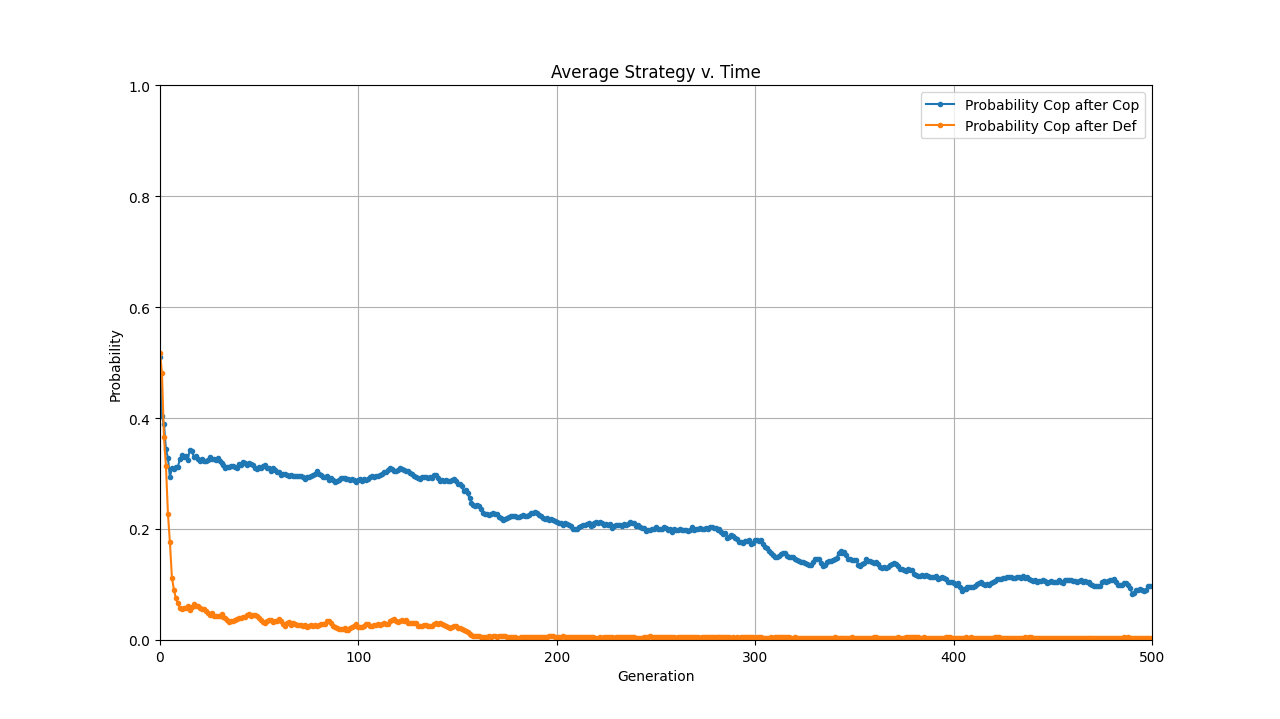 Average Strategy v. Time
1.0
Probability Cop after Cop
Probability Cop after Def
0.8
0.6
Probability
0.4
0.2
0.0
0 100 200 300 400 500
Generation